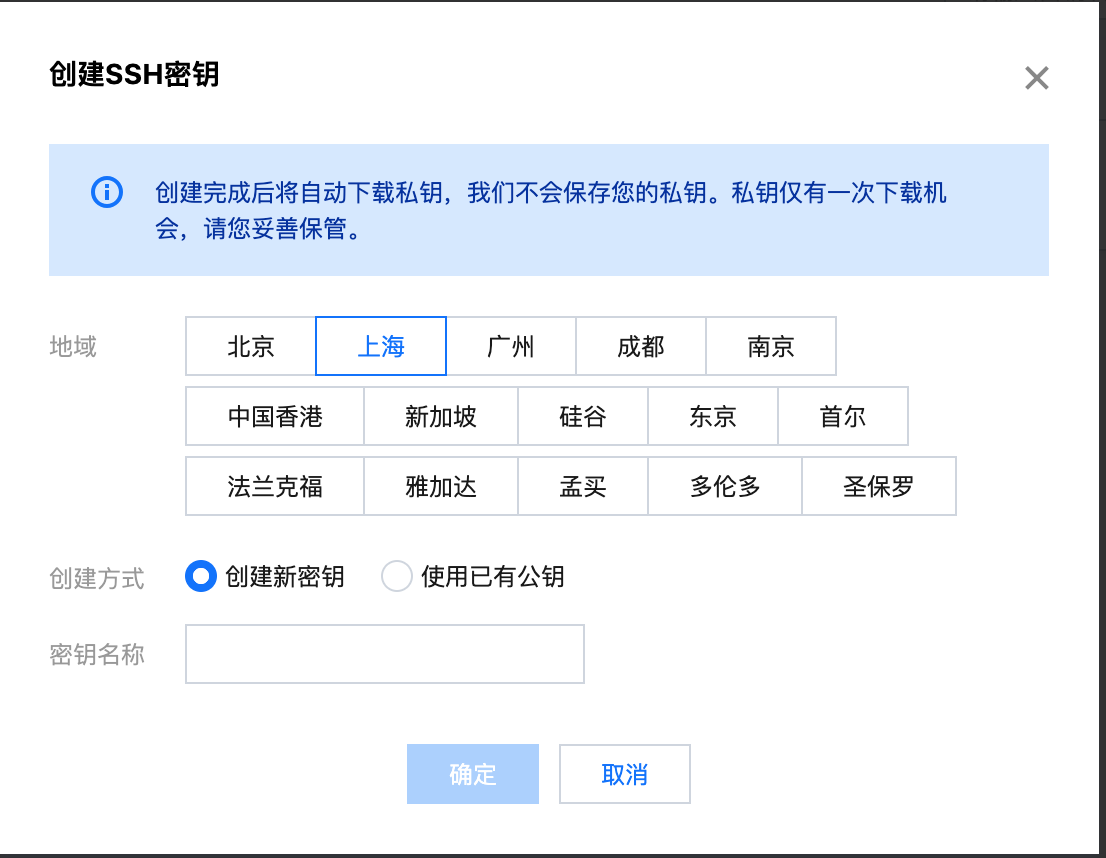 创建SSH密钥
创建完成后将自动下载私钥，我们不会保存您的私钥。私钥仅有一次下载机
会，请您妥善保管。
地域 北京 上海 广州 成都 南京
中国香港 新加坡 硅谷 东京 首尔
法兰克福 雅加达 孟买 多伦多 圣保罗
创建方式 创建新密钥 使用已有公钥
密钥名称
确定 取消